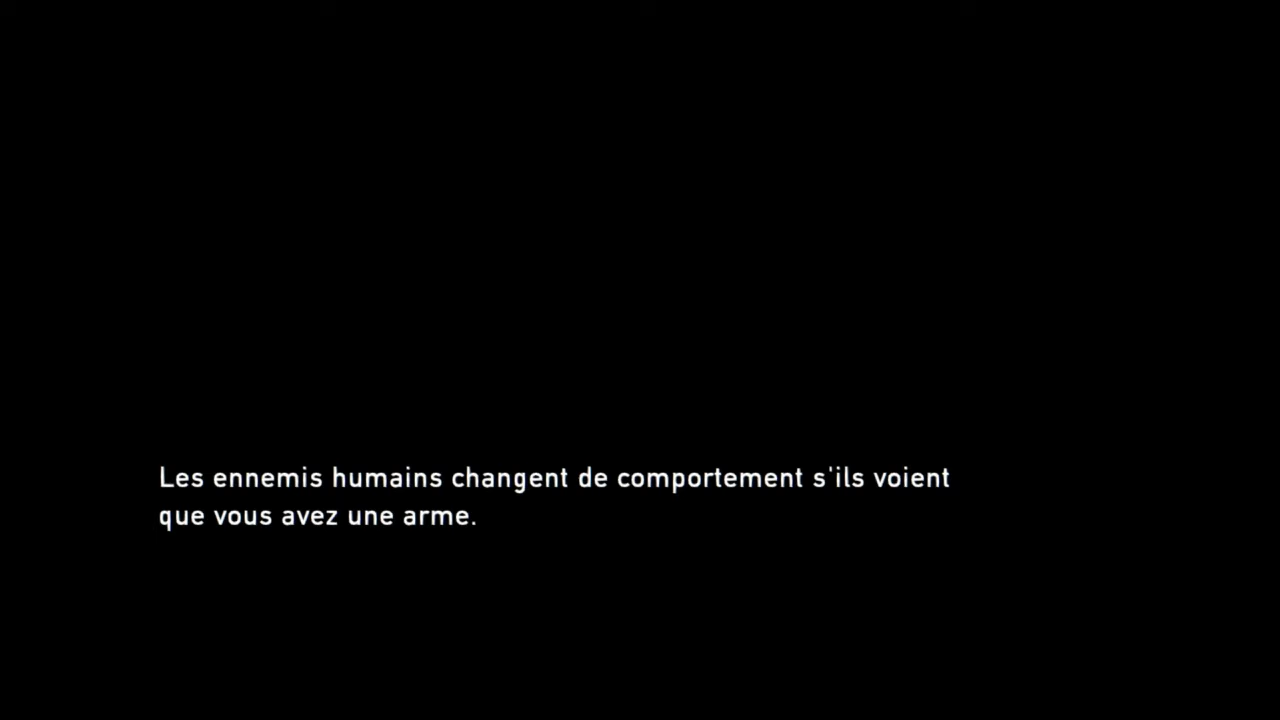 Les ennemis humains changent de comportement s'ils voient
que vous avez une arme.